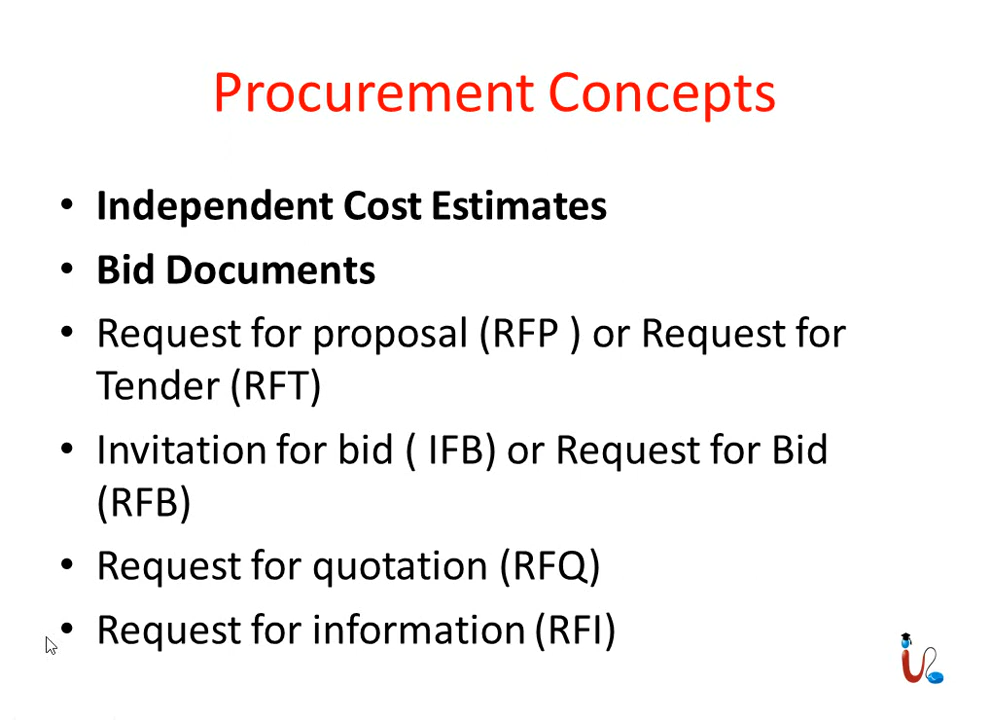 Procurement Concepts
• Independent Cost Estimates
• Bid Documents
• Request for proposal (RFP ) or Request for
Tender (RFT)
• Invitation for bid ( IFB) or Request for Bid
(RFB)
• Request for quotation (RFQ)
• Request for information (RFI)